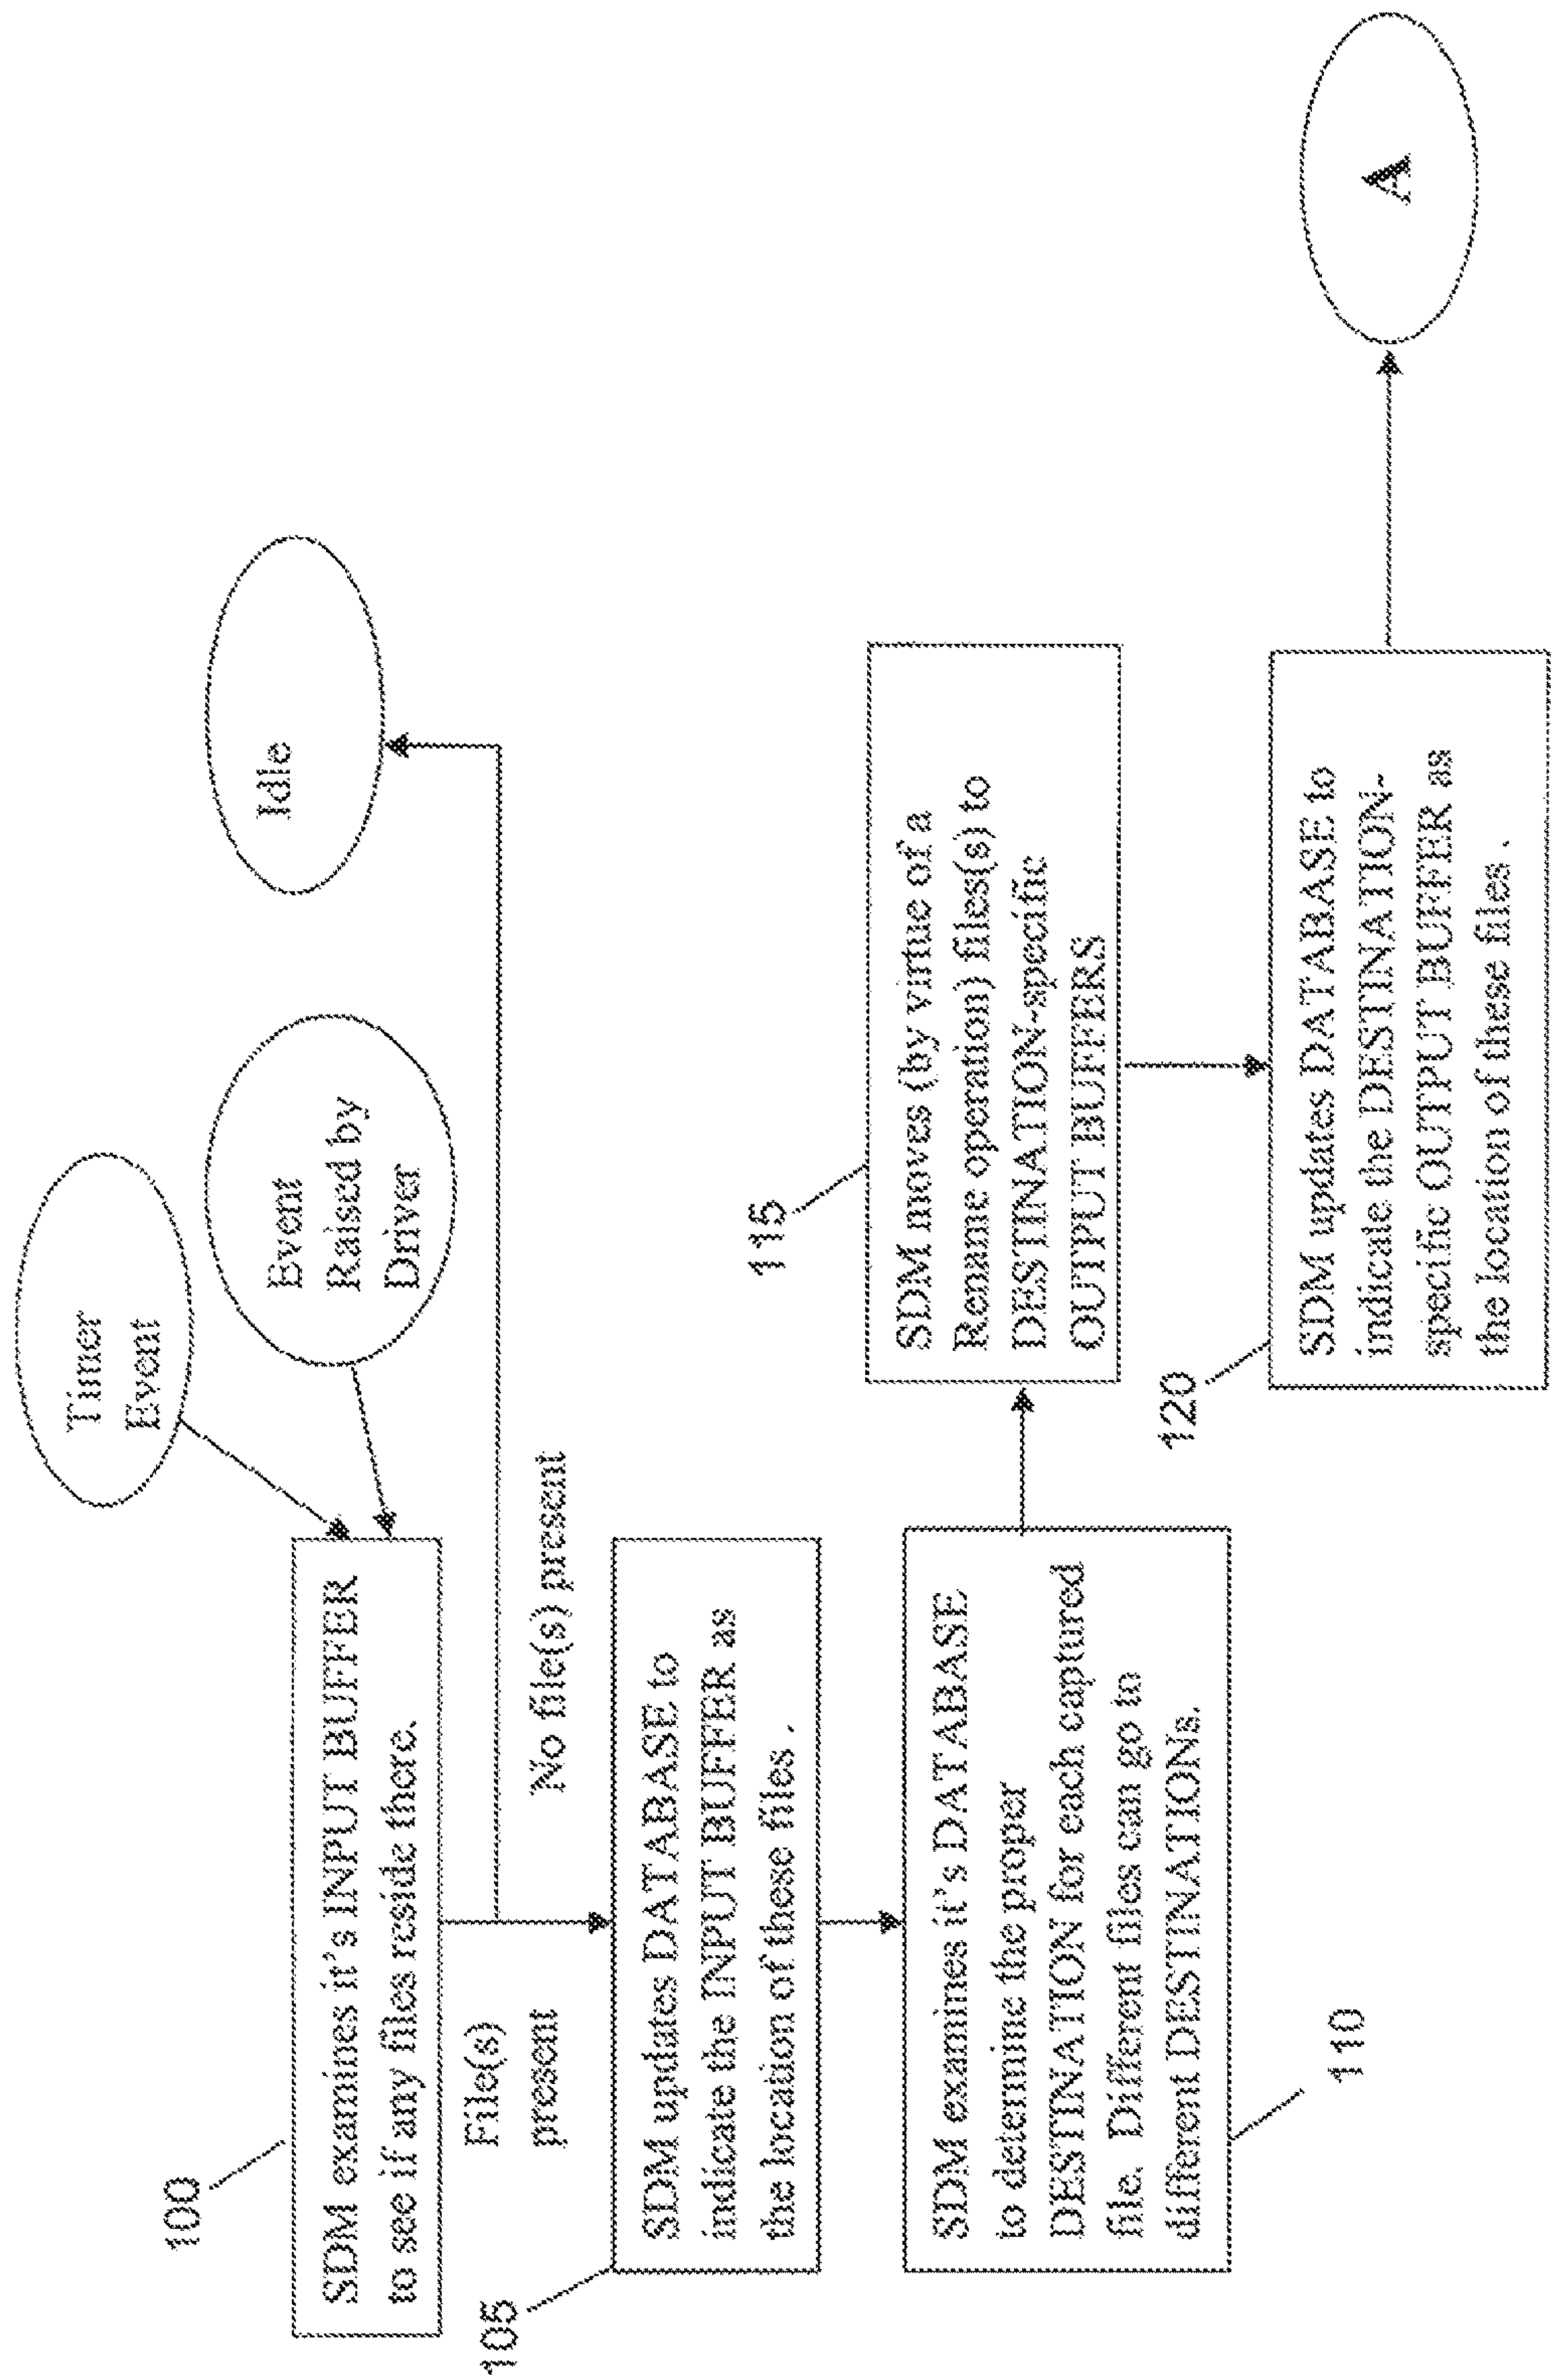 Timer
Event
Event
Raised by
Driver
Idle
100
SDM examines it's INPUT BUFFER
to see if any files reside there.
File(s)
present
No file(s) present
105
SDM updates DATABASE to
indicate the INPUT BUFFER as
the location of these files .
SDM examines it's DATABASE
to determine the proper
DESTINATION for each captured
file. Different files can go to
different DESTINATIONs.
110
115
SDM moves (by virtue of a
Rename operation) files(s) to
DESTINATION-specific
OUTPUT BUFFERS
120
SDM updates DATABASE to
indicate the DESTINATION-
specific OUTPUT BUFFER as
the location of these files .
A